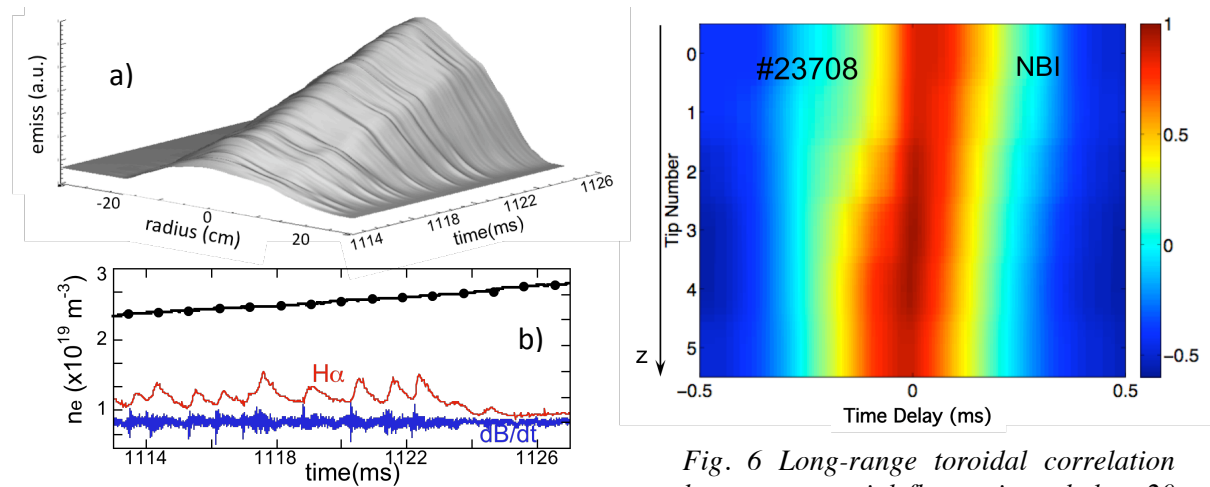 a)
emiss (a.u.)
-20
0
20
radius (cm)
1114
1118
1122
1126
time(ms)
b)
3
2
1
nₑ (x10¹⁹ m⁻³)
Hα
dB/dt
1114
1118
1122
1126
time(ms)
#23708
NBI
0
1
2
3
4
5
Tip Number
z
−0.5
0
0.5
Time Delay (ms)
1
0.5
0
−0.5
Fig. 6 Long-range toroidal correlation